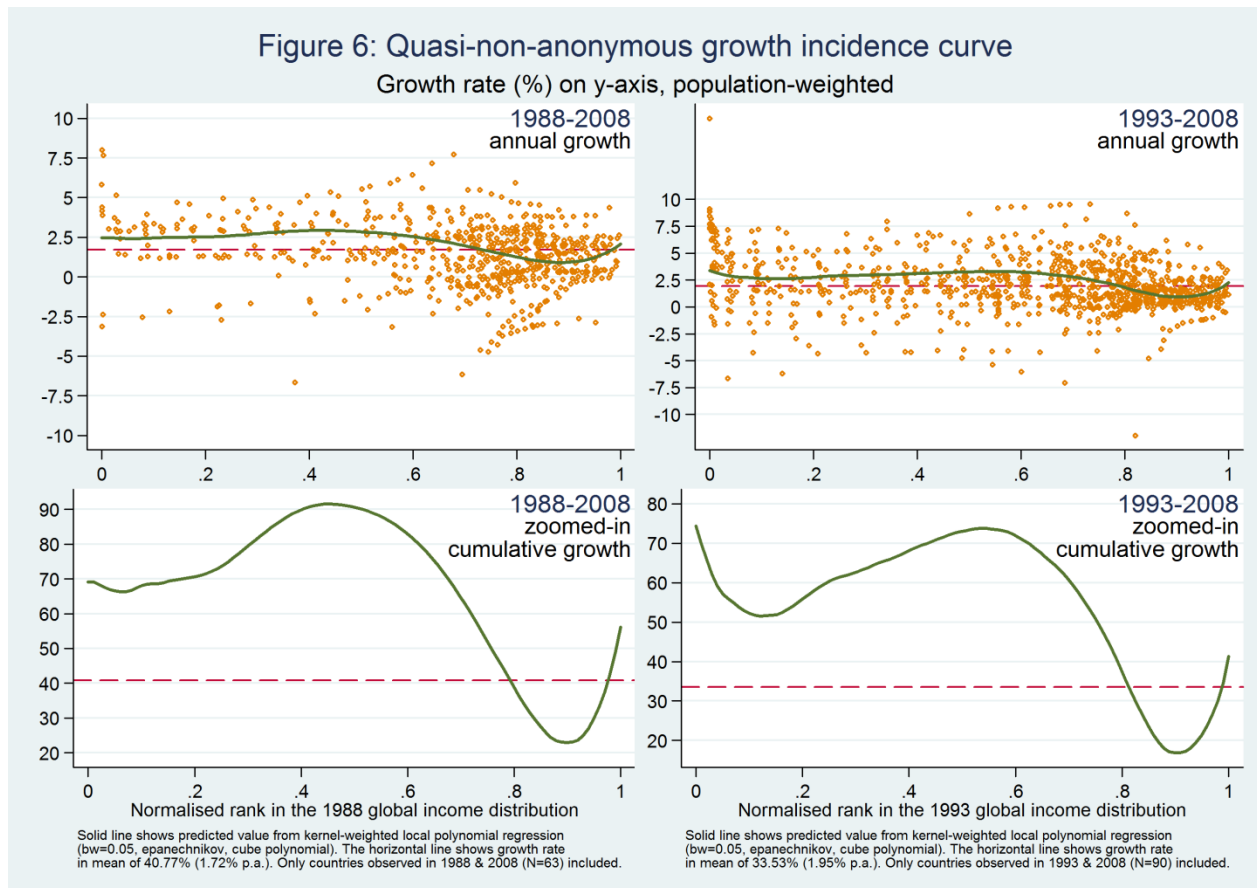 Figure 6: Quasi-non-anonymous growth incidence curve
Growth rate (%) on y-axis, population-weighted
1988-2008
annual growth
10
7.5
5
2.5
0
-2.5
-5
-7.5
-10
0 .2 .4 .6 .8 1
1993-2008
annual growth
10
7.5
5
2.5
0
-2.5
-5
-7.5
-10
0 .2 .4 .6 .8 1
1988-2008
zoomed-in
cumulative growth
90
80
70
60
50
40
30
20
0 .2 .4 .6 .8 1
Normalised rank in the 1988 global income distribution
Solid line shows predicted value from kernel-weighted local polynomial regression
(bw=0.05, epanechnikov, cube polynomial). The horizontal line shows growth rate
in mean of 40.77% (1.72% p.a.). Only countries observed in 1988 & 2008 (N=63) included.
1993-2008
zoomed-in
cumulative growth
80
70
60
50
40
30
20
0 .2 .4 .6 .8 1
Normalised rank in the 1993 global income distribution
Solid line shows predicted value from kernel-weighted local polynomial regression
(bw=0.05, epanechnikov, cube polynomial). The horizontal line shows growth rate
in mean of 33.53% (1.95% p.a.). Only countries observed in 1993 & 2008 (N=90) included.